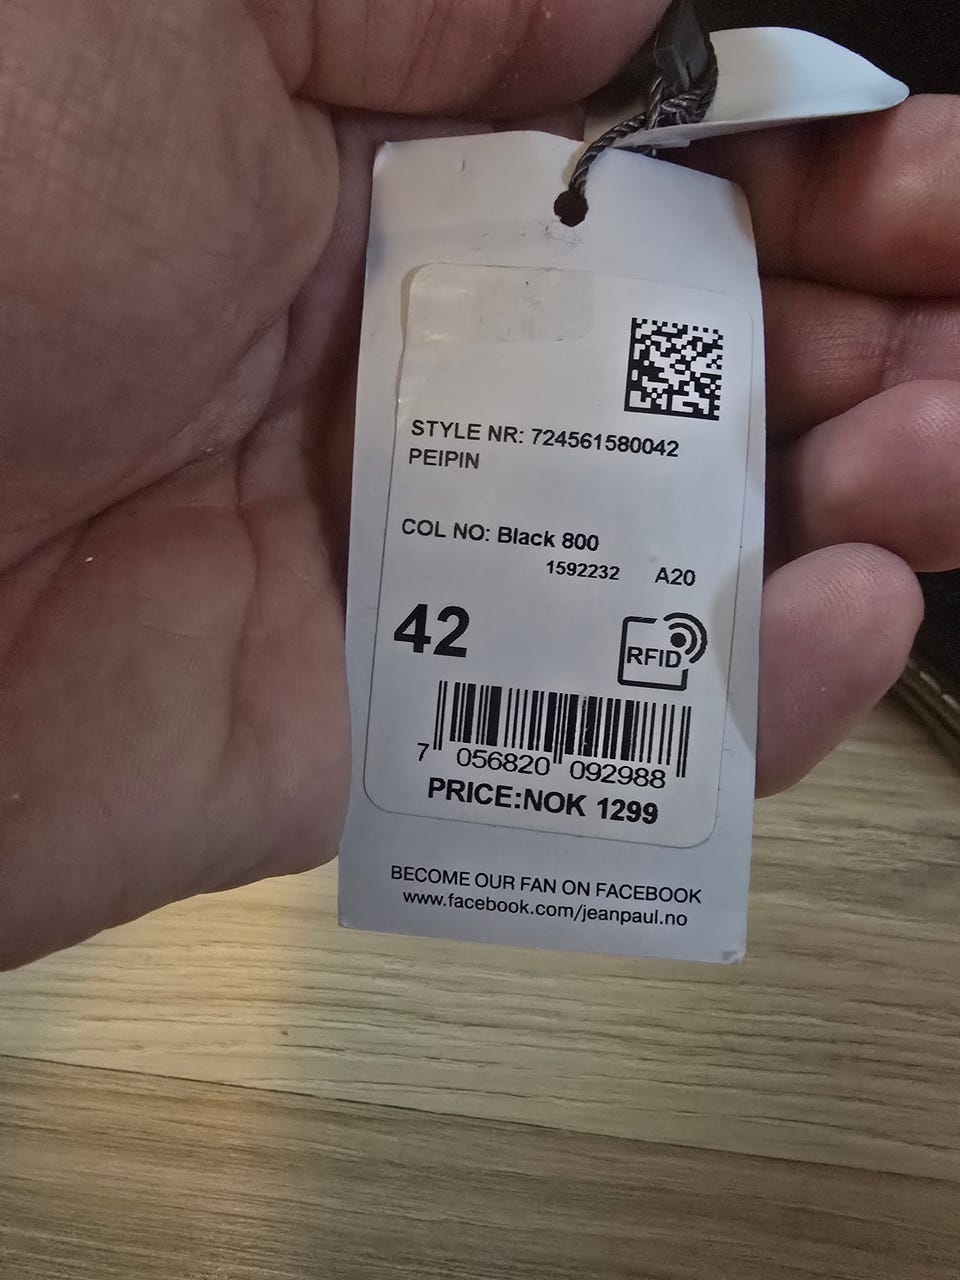 STYLE NR: 724561580042
PEIPIN
COL NO: Black 800
1592232 A20
42
RFID
7 056820 092988
PRICE:NOK 1299
BECOME OUR FAN ON FACEBOOK
www.facebook.com/jeanpaul.no